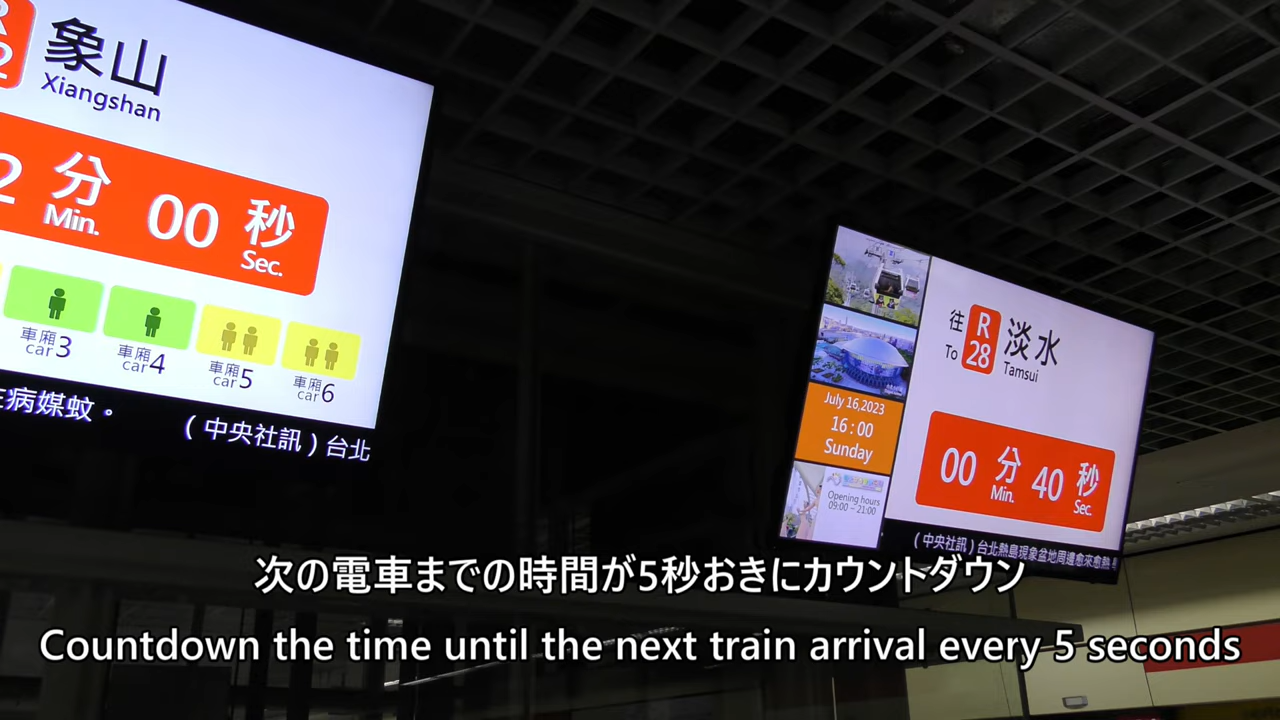 象山
Xiangshan
2 分 00 秒
Min. Sec.
車廂 車廂 車廂 車廂
car3 car4 car5 car6
病媒蚊。 (中央社訊)台北
往 R 28 淡水
To Tamsui
July 16,2023
16:00
Sunday
00 分 40 秒
Min. Sec.
Opening hours
09:00 – 21:00
(中央社訊)台北熱島現象盆地周邊愈來愈熱
次の電車までの時間が5秒おきにカウントダウン
Countdown the time until the next train arrival every 5 seconds